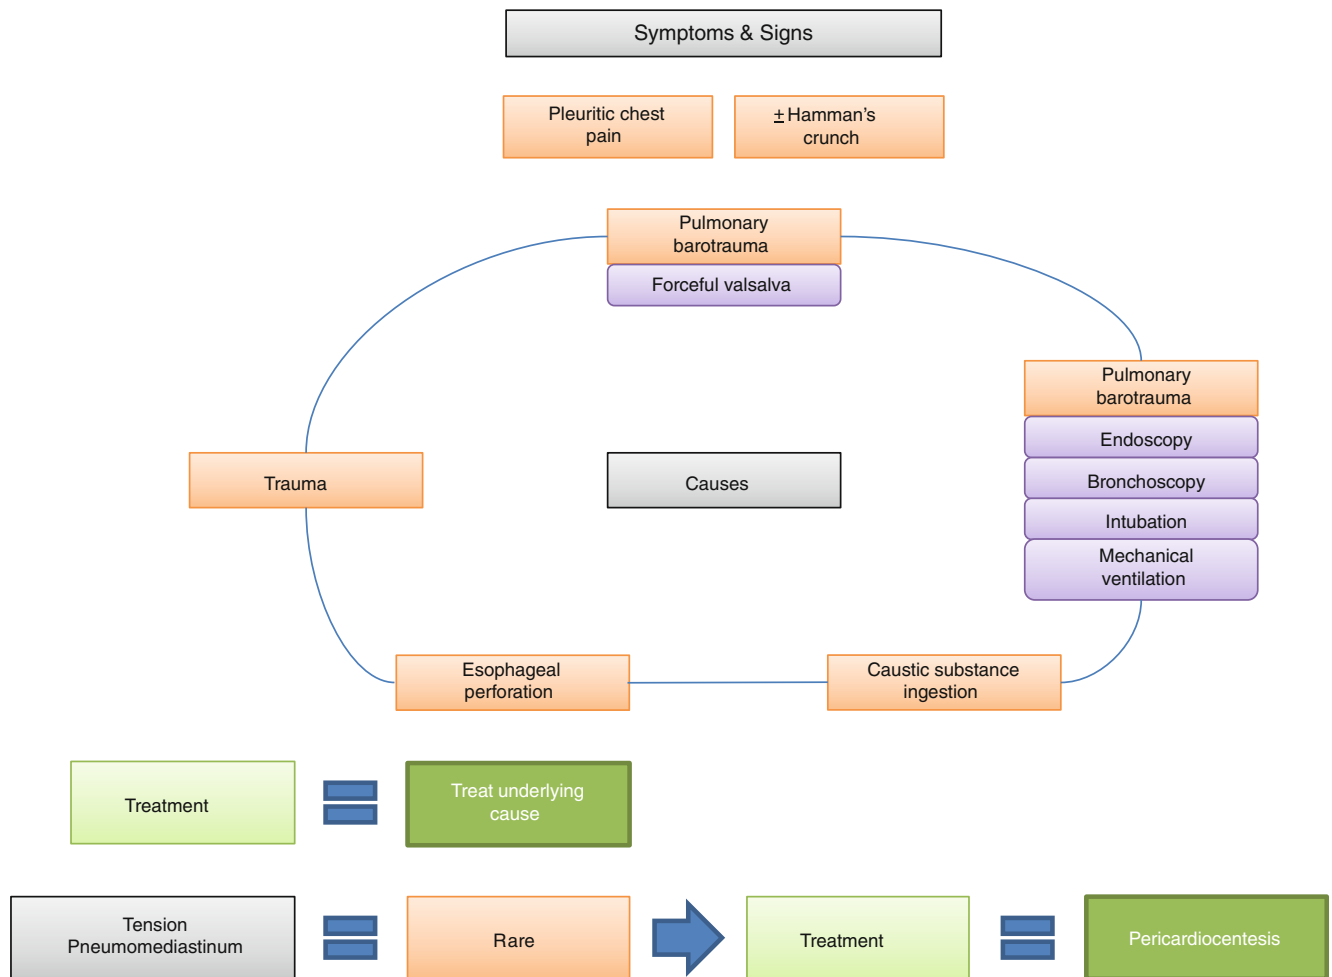 Symptoms & Signs
Pleuritic chest
pain
± Hamman's
crunch
Pulmonary
barotrauma
Forceful valsalva
Pulmonary
barotrauma
Endoscopy
Bronchoscopy
Intubation
Mechanical
ventilation
Trauma
Causes
Esophageal
perforation
Caustic substance
ingestion
Treatment
Treat underlying
cause
Tension
Pneumomediastinum
Rare
Treatment
Pericardiocentesis